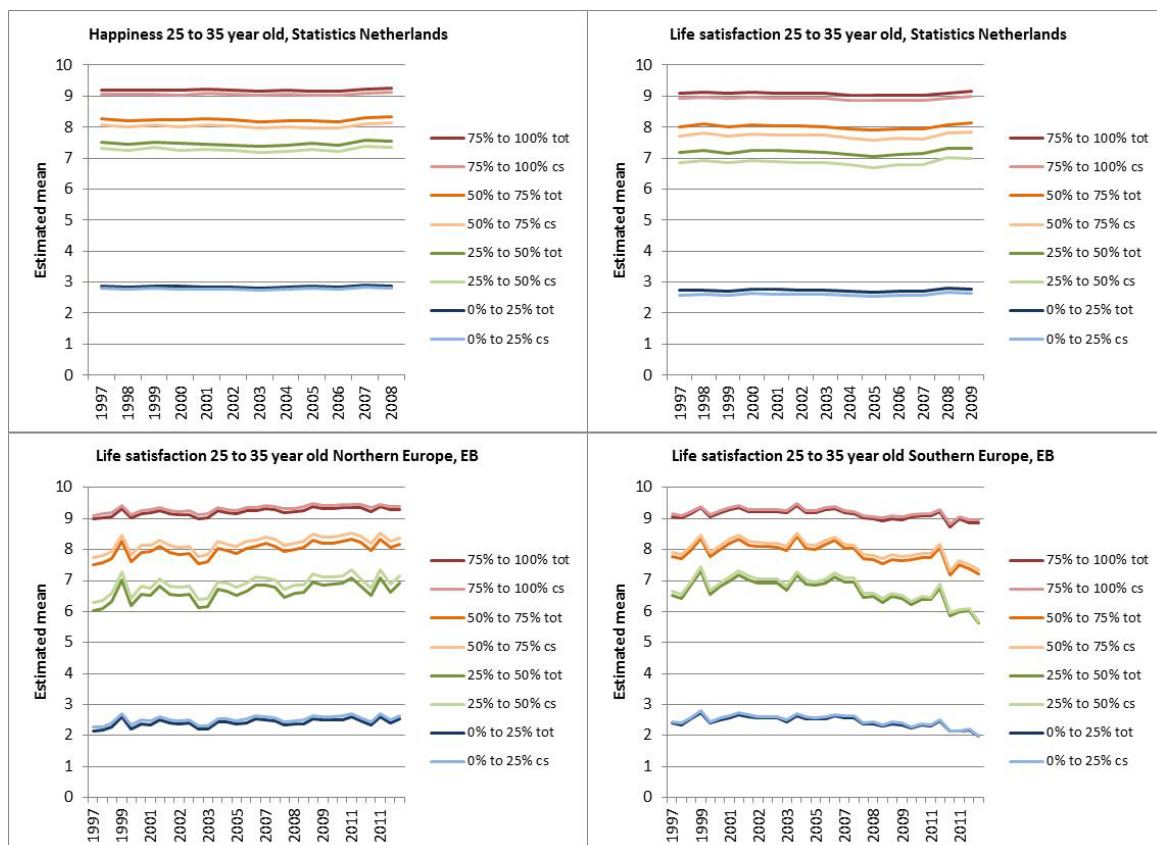 Happiness 25 to 35 year old, Statistics Netherlands
Estimated mean
10
9
8
7
6
5
4
3
2
1
0
1997
1998
1999
2000
2001
2002
2003
2004
2005
2006
2007
2008
75% to 100% tot
75% to 100% cs
50% to 75% tot
50% to 75% cs
25% to 50% tot
25% to 50% cs
0% to 25% tot
0% to 25% cs
Life satisfaction 25 to 35 year old, Statistics Netherlands
Estimated mean
10
9
8
7
6
5
4
3
2
1
0
1997
1998
1999
2000
2001
2002
2003
2004
2005
2006
2007
2008
2009
75% to 100% tot
75% to 100% cs
50% to 75% tot
50% to 75% cs
25% to 50% tot
25% to 50% cs
0% to 25% tot
0% to 25% cs
Life satisfaction 25 to 35 year old Northern Europe, EB
Estimated mean
10
9
8
7
6
5
4
3
2
1
0
1997
1999
2001
2003
2005
2007
2008
2009
2011
2011
75% to 100% tot
75% to 100% cs
50% to 75% tot
50% to 75% cs
25% to 50% tot
25% to 50% cs
0% to 25% tot
0% to 25% cs
Life satisfaction 25 to 35 year old Southern Europe, EB
Estimated mean
10
9
8
7
6
5
4
3
2
1
0
1997
1999
2001
2003
2005
2007
2008
2009
2011
2011
75% to 100% tot
75% to 100% cs
50% to 75% tot
50% to 75% cs
25% to 50% tot
25% to 50% cs
0% to 25% tot
0% to 25% cs